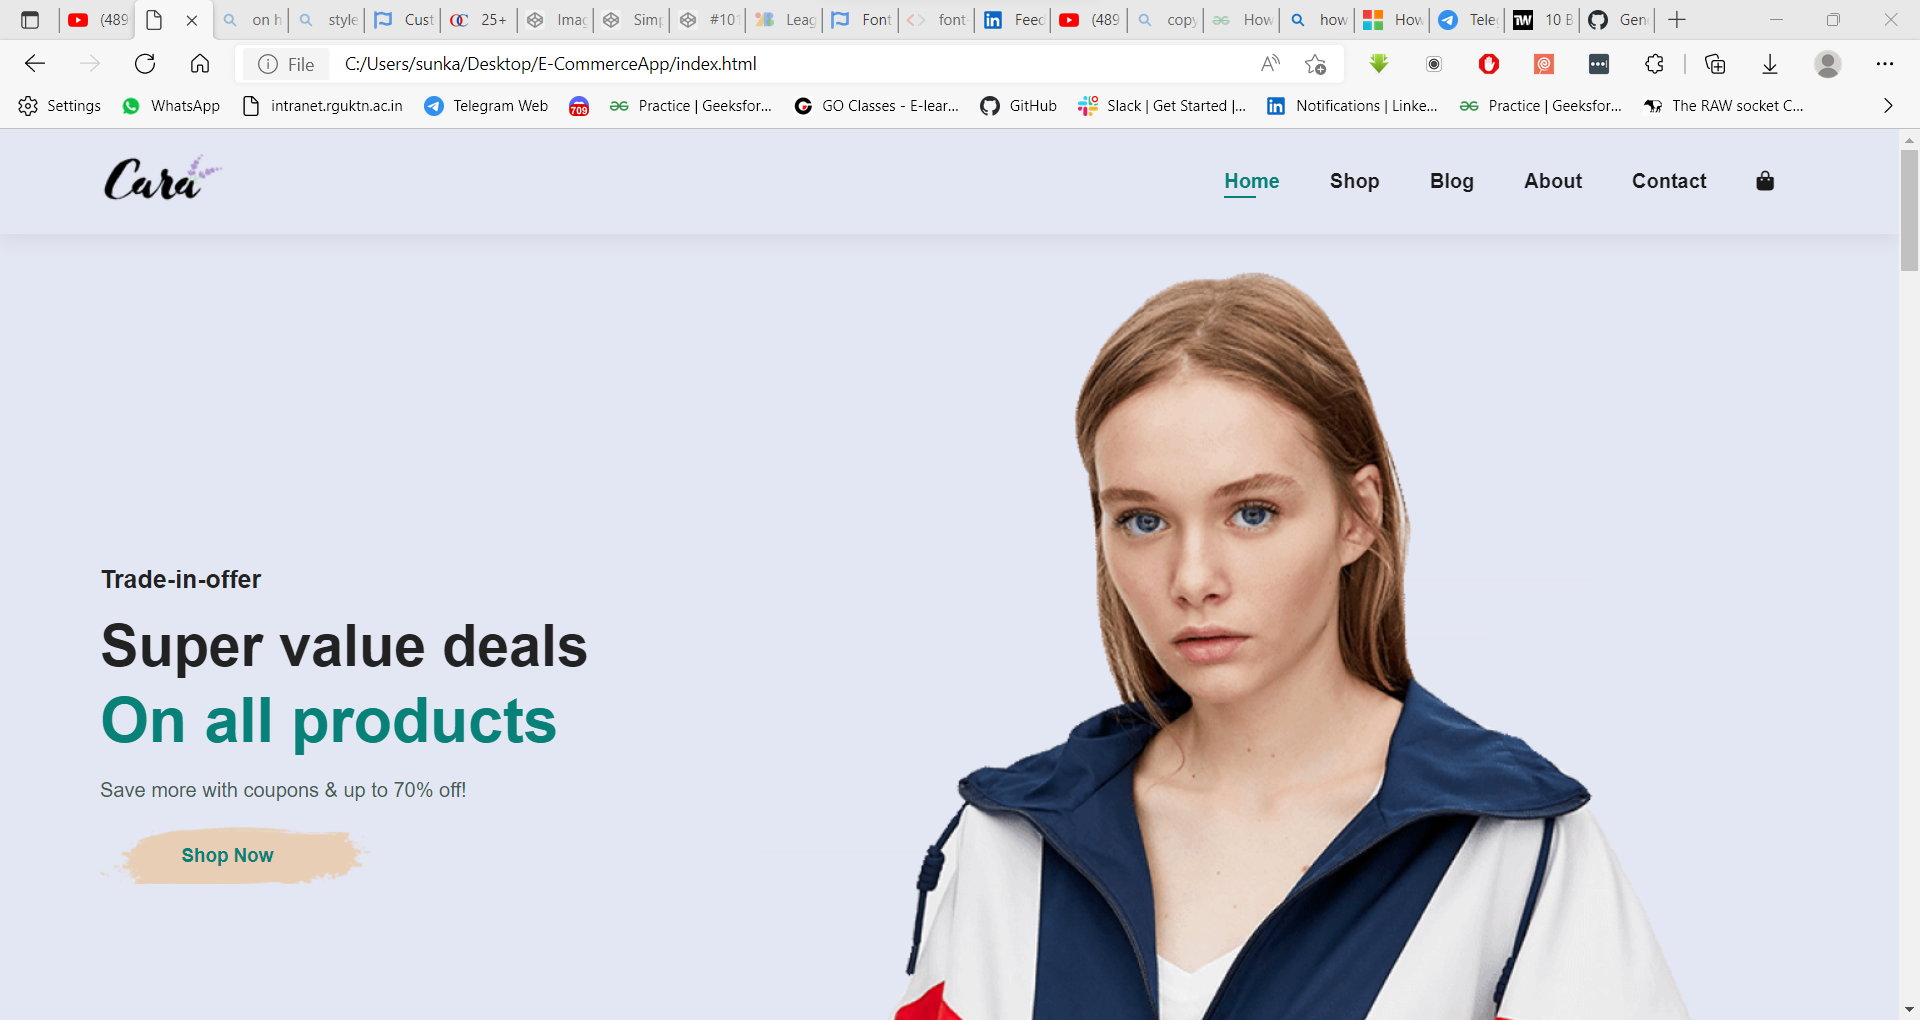 (489 on h style Cust 25+ Imag Simp #101 Leag Font font Feed (489 copy How how How Tele 10 B Gen
File C:/Users/sunka/Desktop/E-CommerceApp/index.html
Settings WhatsApp intranet.rguktn.ac.in Telegram Web 709 Practice | Geeksfor... GO Classes - E-lear... GitHub Slack | Get Started |... Notifications | Linke... Practice | Geeksfor... The RAW socket C...
Cara Home Shop Blog About Contact
Trade-in-offer
Super value deals
On all products
Save more with coupons & up to 70% off!
Shop Now